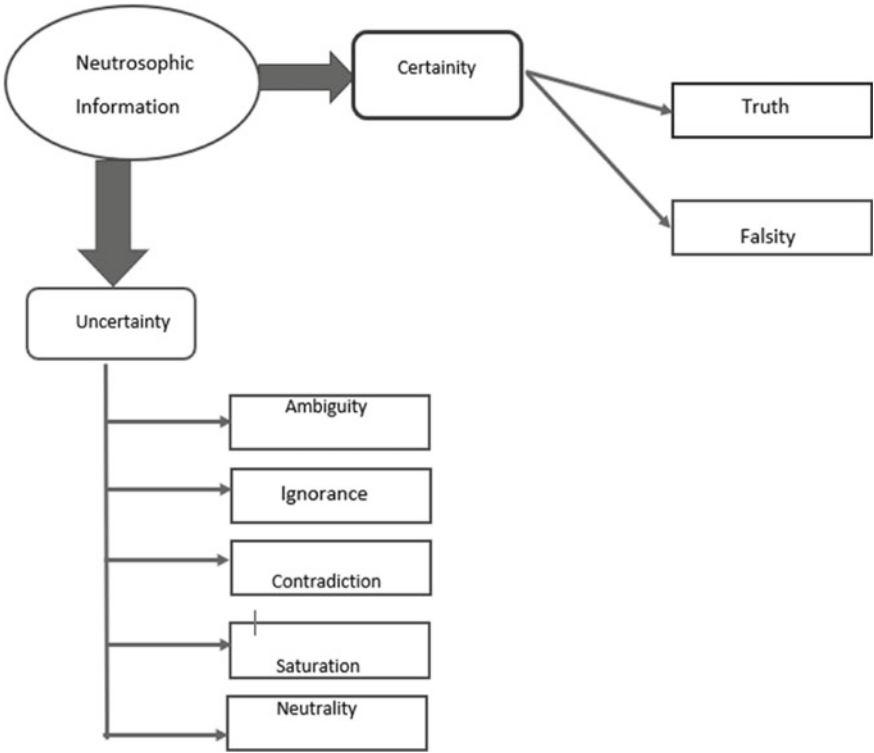 Neutrosophic
Information
Certainity
Truth
Falsity
Uncertainty
Ambiguity
Ignorance
Contradiction
Saturation
Neutrality